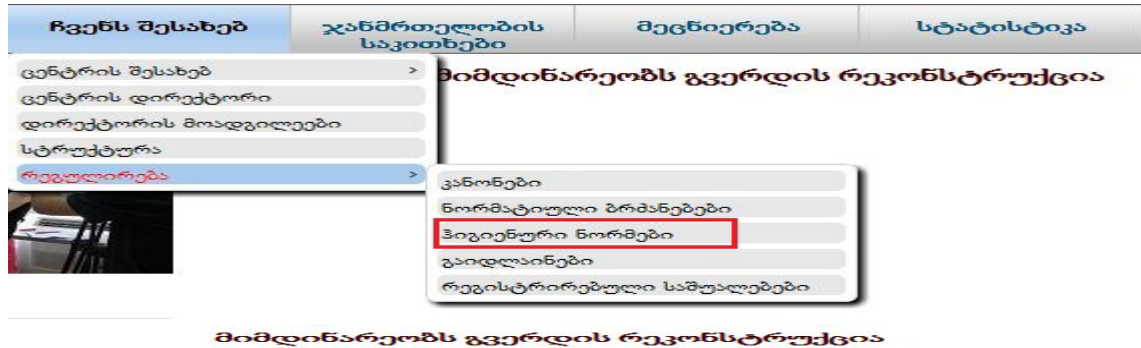 ჩვენს შესახებ
ჯანმრთელობის
საკითხები
მეცნიერება
სტატისტიკა
ცენტრის შესახებ >
მიმდინარეობს გვერდის რეკონსტრუქცია
ცენტრის დირექტორი
დირექტორის მოადგილეები
სტრუქტურა
რეგულირება >
კანონები
ნორმატიული ბრძანებები
ჰიგიენური ნორმები
გაიდლაინები
რეგისტრირებული საშუალებები
მიმდინარეობს გვერდის რეკონსტრუქცია